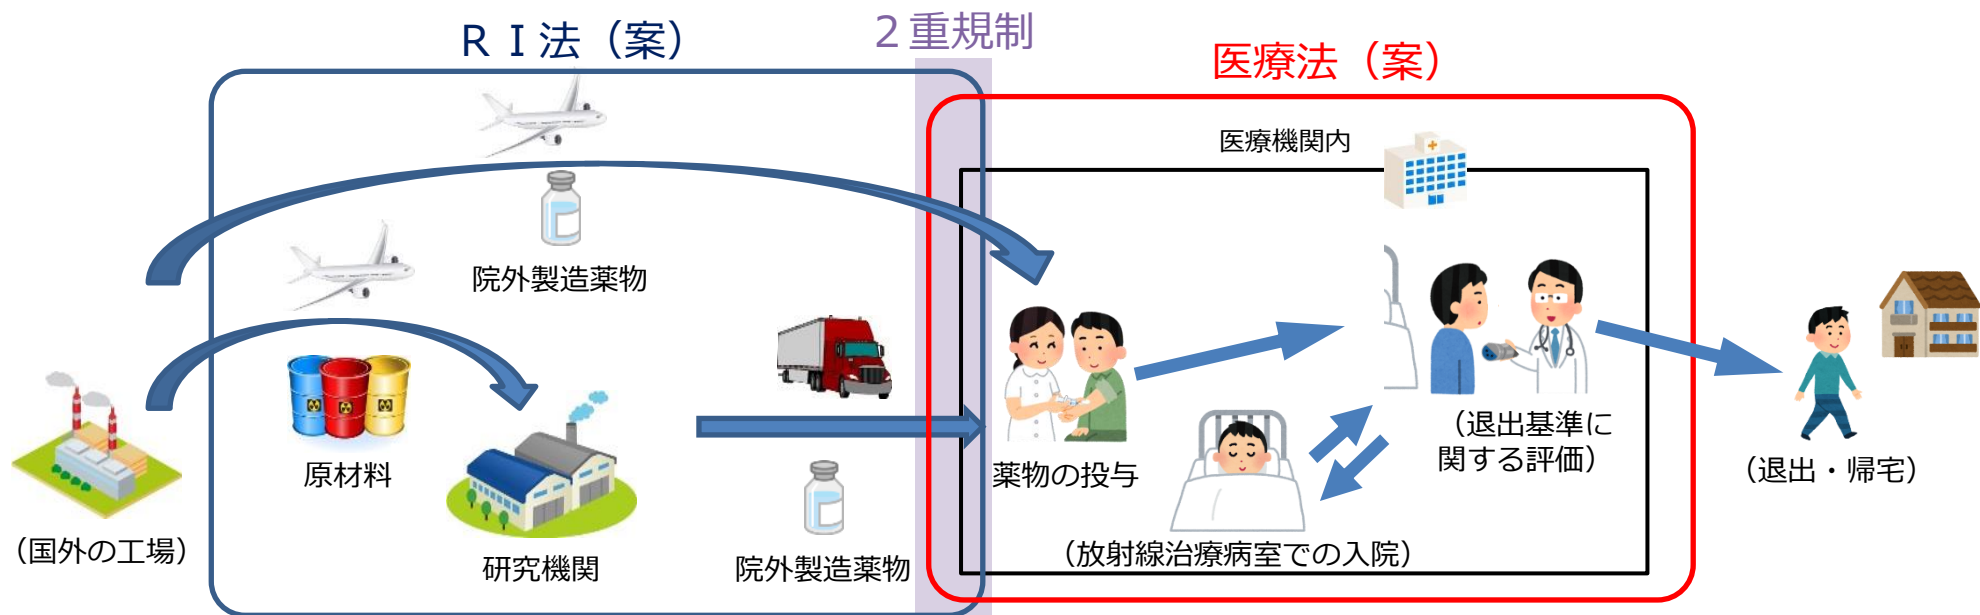 ＲＩ法（案）
２重規制
医療法（案）
医療機関内
院外製造薬物
原材料
（国外の工場）
研究機関
院外製造薬物
薬物の投与
（放射線治療病室での入院）
（退出基準に
関する評価）
（退出・帰宅）